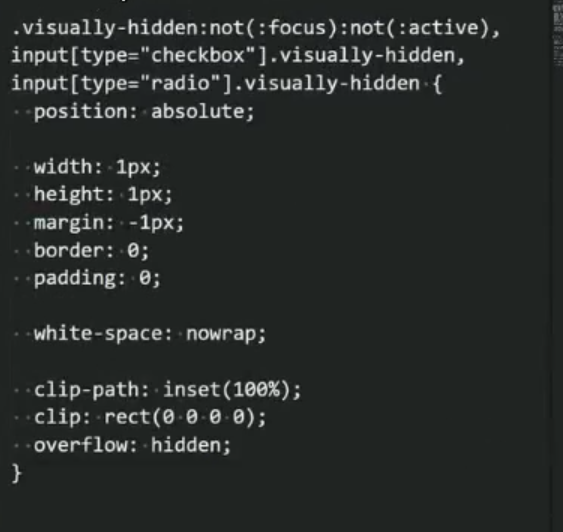 .visually-hidden:not(:focus):not(:active),
input[type="checkbox"].visually-hidden,
input[type="radio"].visually-hidden {
  position: absolute;

  width: 1px;
  height: 1px;
  margin: -1px;
  border: 0;
  padding: 0;

  white-space: nowrap;

  clip-path: inset(100%);
  clip: rect(0 0 0 0);
  overflow: hidden;
}